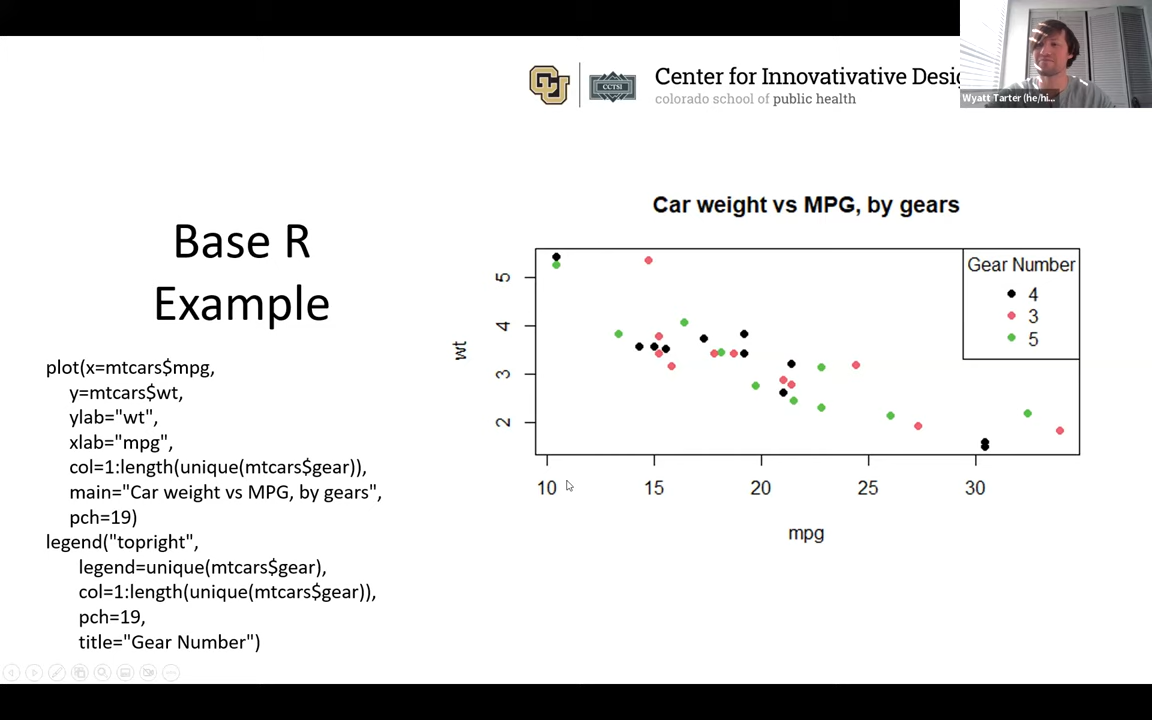 CCTSI
Center for Innovativative Desi
colorado school of public health
Wyatt Tarter (he/hi...
Base R
Example
plot(x=mtcars$mpg,
y=mtcars$wt,
ylab="wt",
xlab="mpg",
col=1:length(unique(mtcars$gear)),
main="Car weight vs MPG, by gears",
pch=19)
legend("topright",
legend=unique(mtcars$gear),
col=1:length(unique(mtcars$gear)),
pch=19,
title="Gear Number")
Car weight vs MPG, by gears
Gear Number
4
3
5
wt
5
4
3
2
10 15 20 25 30
mpg